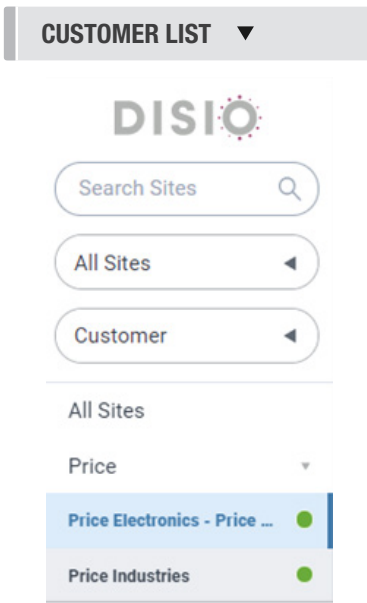 CUSTOMER LIST
DISIO
Search Sites
All Sites
Customer
All Sites
Price
Price Electronics - Price ...
Price Industries